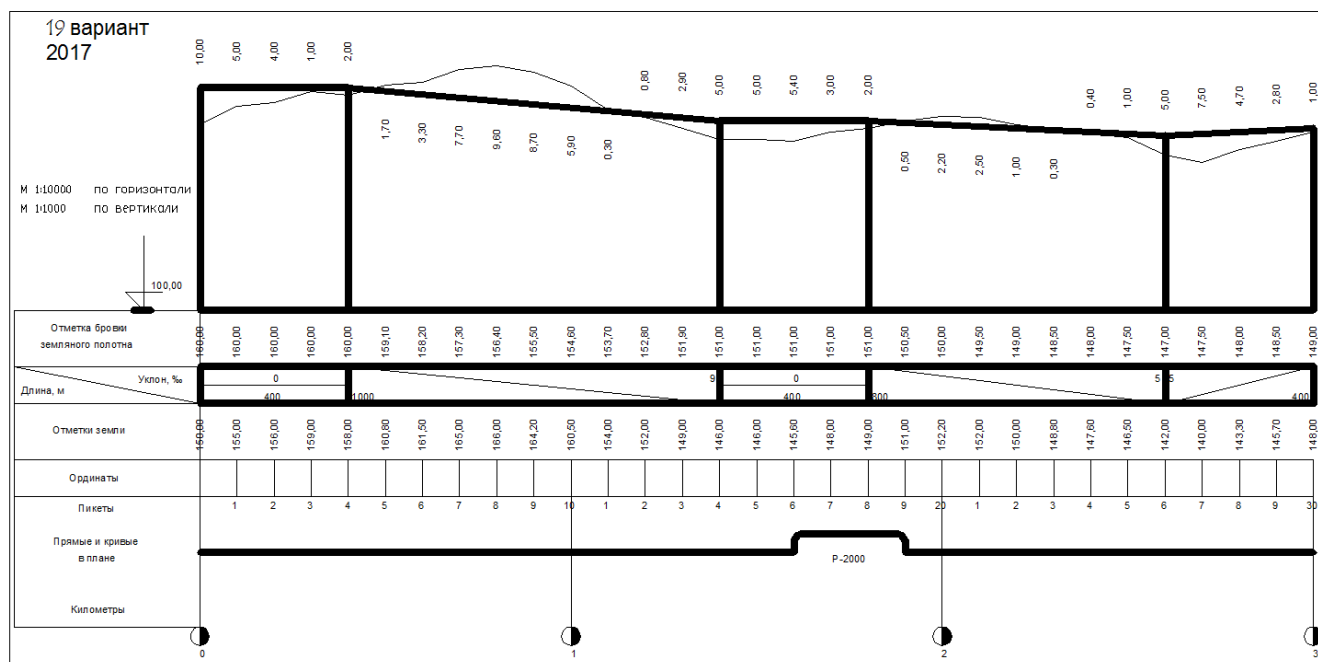 19 вариант
2017
10,00 5,00 4,00 1,00 2,00 0,80 2,90 5,00 5,00 5,40 3,00 2,00 0,40 1,00 5,00 7,50 4,70 2,80 1,00
1,70 3,30 7,70 9,60 8,70 5,90 0,30 0,50 2,20 2,50 1,00 0,30
М 1:10000 по горизонтали
М 1:1000 по вертикали
100,00
Отметка бровки
земляного полотна
160,00 160,00 160,00 160,00 160,00 159,10 158,20 157,30 156,40 155,50 154,60 153,70 152,80 151,90 151,00 151,00 151,00 151,00 151,00 150,50 150,00 149,50 149,00 148,50 148,00 147,50 147,00 147,50 148,00 148,50 149,00
Уклон, ‰ 0 9 0 5 5
Длина, м 400 1000 400 800 400
Отметки земли 150,00 155,00 156,00 159,00 158,00 160,80 161,50 165,00 166,00 164,20 160,50 154,00 152,00 149,00 146,00 146,00 145,60 148,00 149,00 151,00 152,20 152,00 150,00 148,80 147,60 146,50 142,00 140,00 143,30 145,70 148,00
Ординаты
Пикеты 1 2 3 4 5 6 7 8 9 10 1 2 3 4 5 6 7 8 9 20 1 2 3 4 5 6 7 8 9 30
Прямые и кривые
в плане
Р-2000
Километры
0 1 2 3